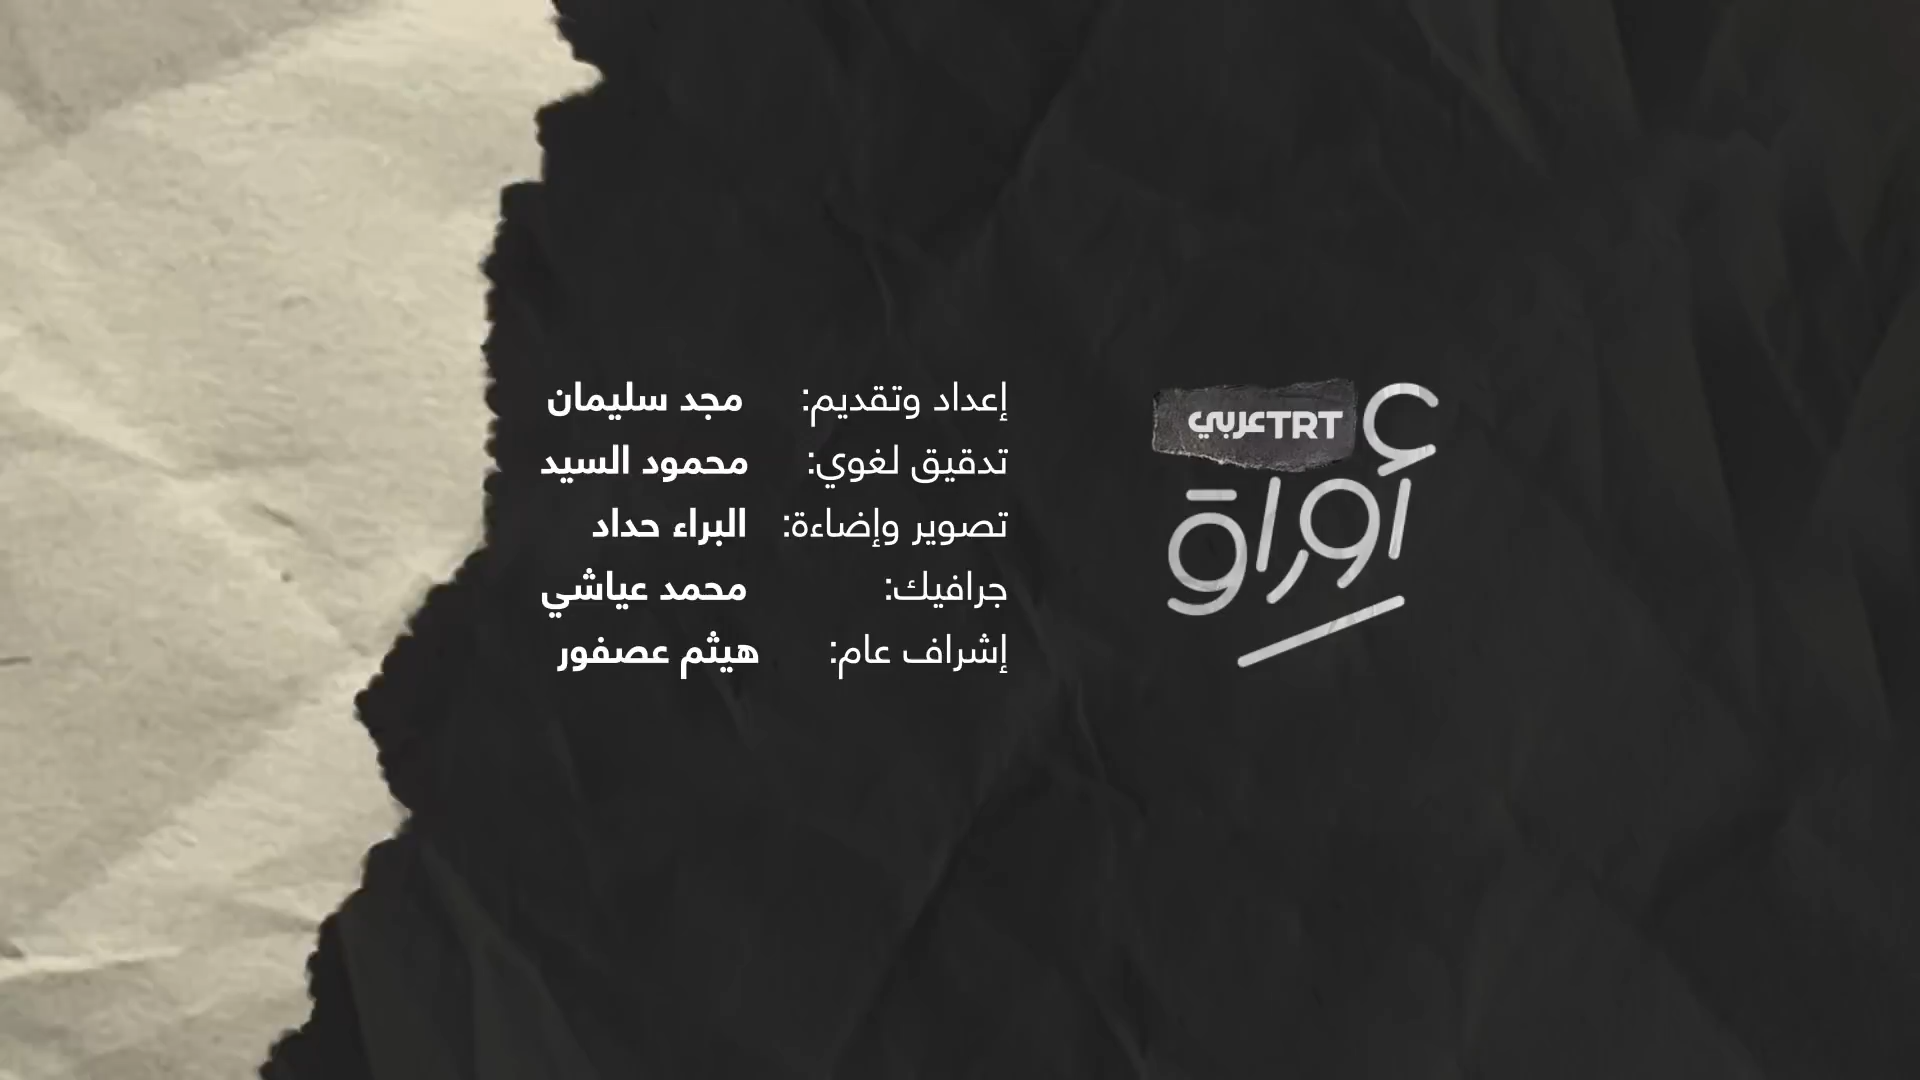 إعداد وتقديم: مجد سليمان
تدقيق لغوي: محمود السيد
تصوير وإضاءة: البراء حداد
جرافيك: محمد عياشي
إشراف عام: هيثم عصفور
TRT عربي
أوراق